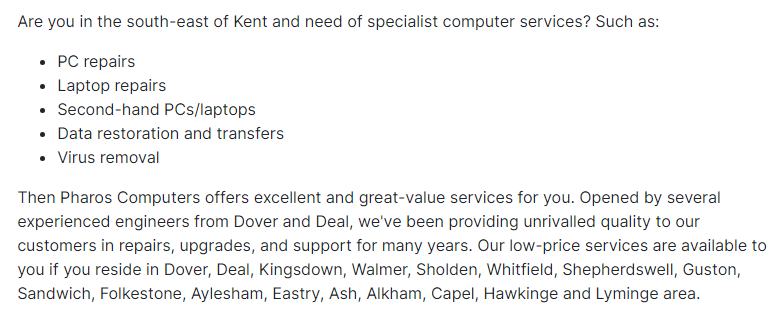 Are you in the south-east of Kent and need of specialist computer services? Such as:
• PC repairs
• Laptop repairs
• Second-hand PCs/laptops
• Data restoration and transfers
• Virus removal
Then Pharos Computers offers excellent and great-value services for you. Opened by several
experienced engineers from Dover and Deal, we've been providing unrivalled quality to our
customers in repairs, upgrades, and support for many years. Our low-price services are available to
you if you reside in Dover, Deal, Kingsdown, Walmer, Sholden, Whitfield, Shepherdswell, Guston,
Sandwich, Folkestone, Aylesham, Eastry, Ash, Alkham, Capel, Hawkinge and Lyminge area.